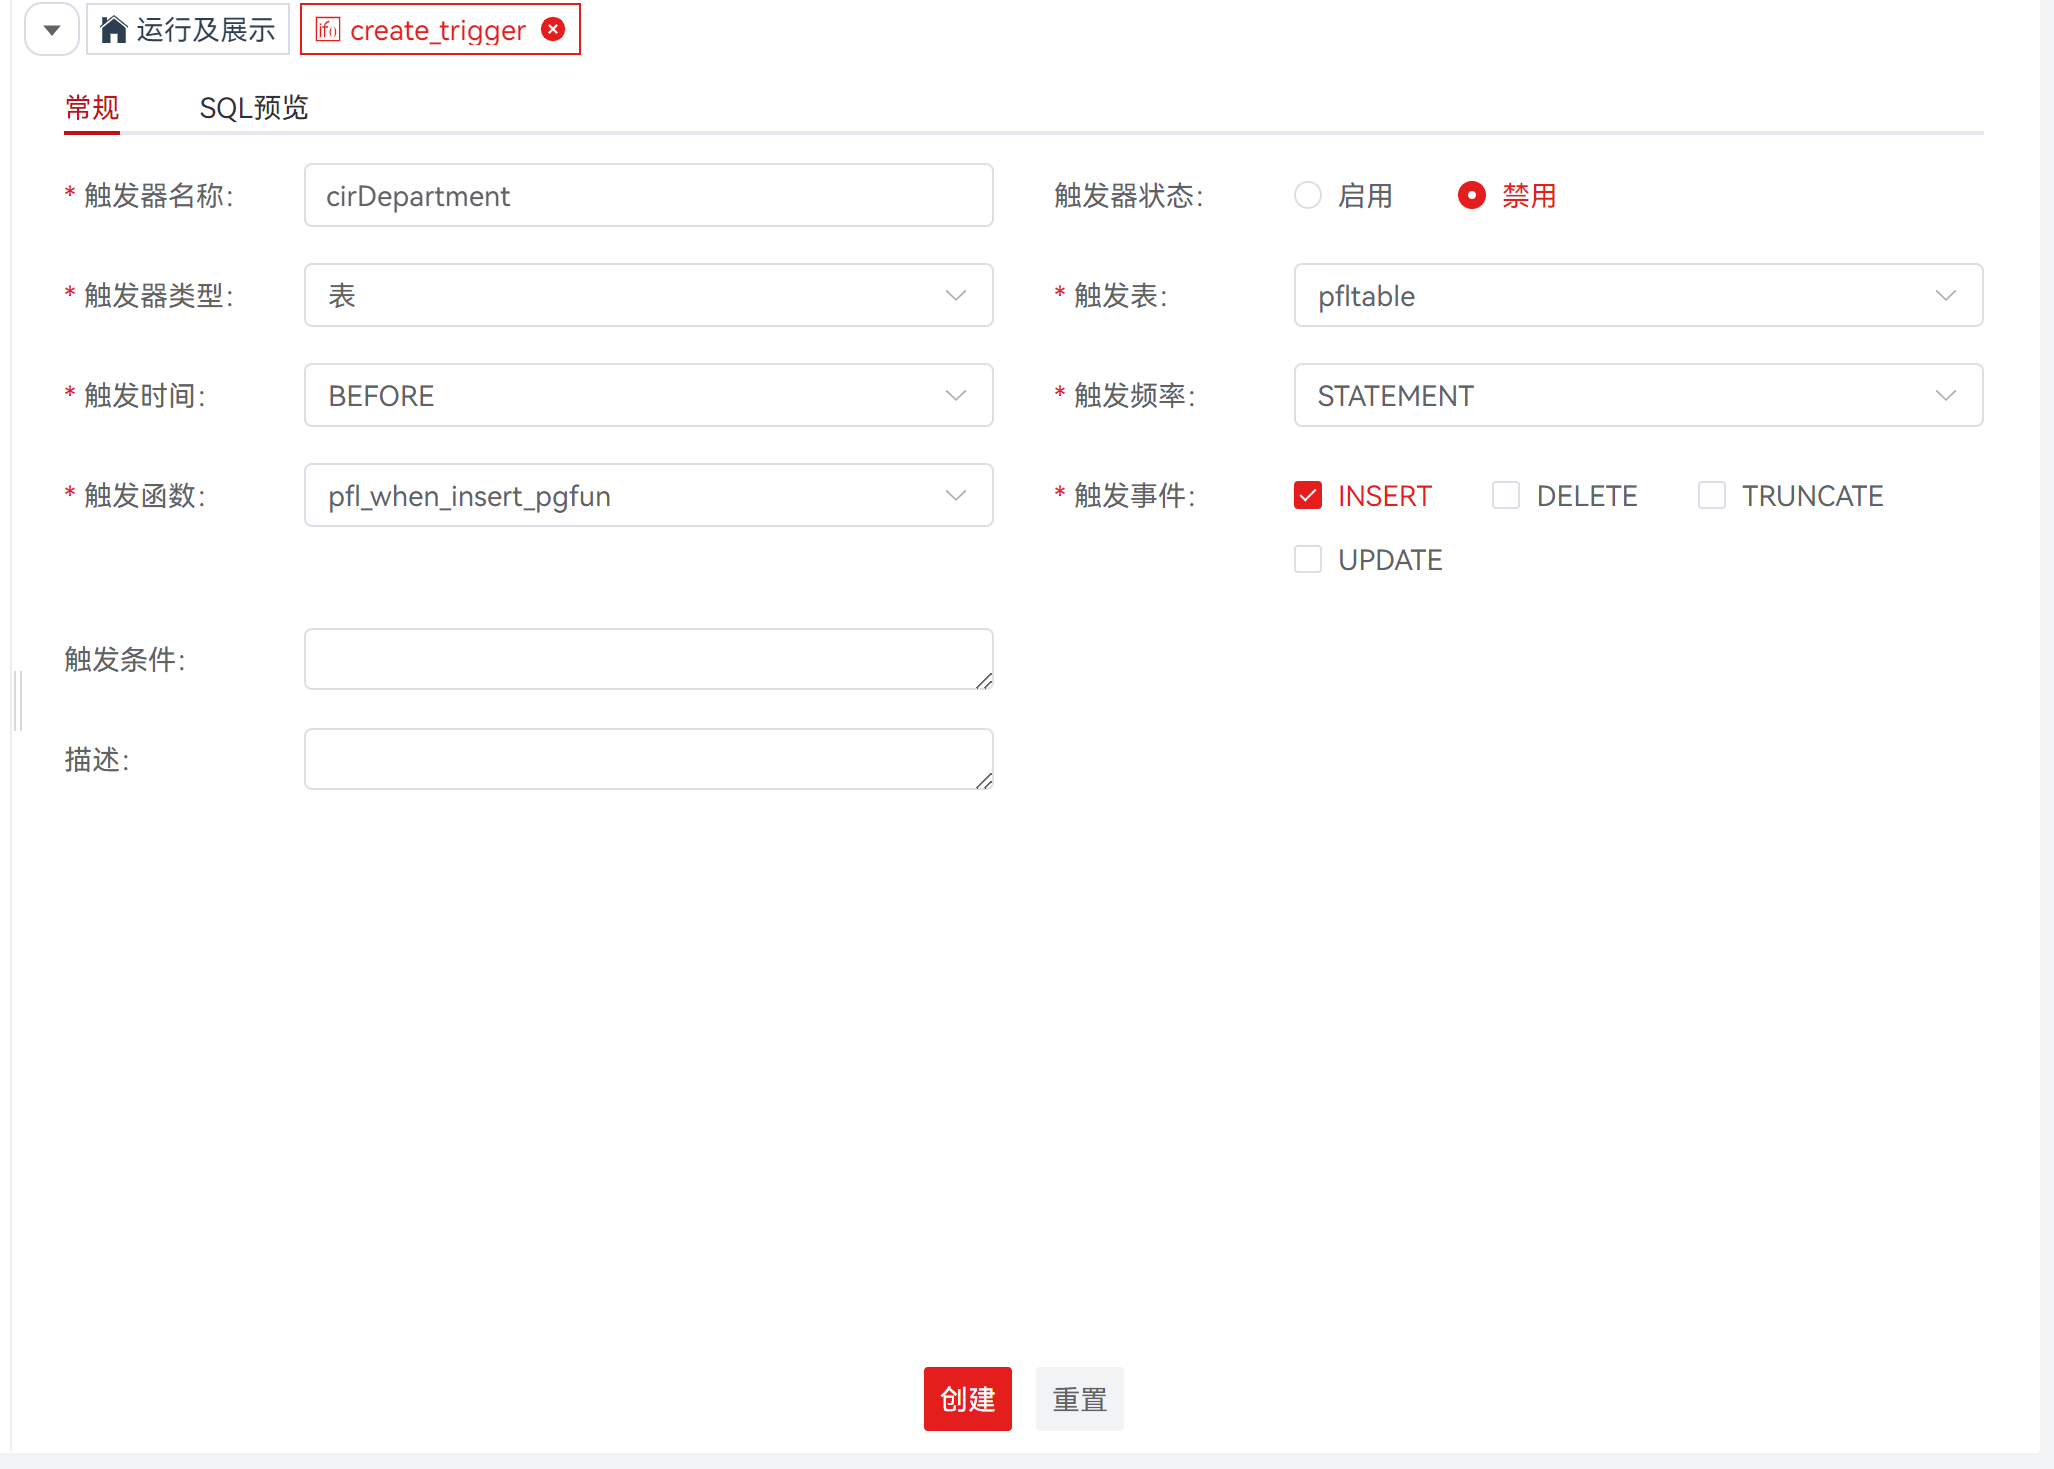 运行及展示 create_trigger
常规 SQL预览
* 触发器名称: cirDepartment 触发器状态: 启用 禁用
* 触发器类型: 表 * 触发表: pfltable
* 触发时间: BEFORE * 触发频率: STATEMENT
* 触发函数: pfl_when_insert_pgfun * 触发事件: INSERT DELETE TRUNCATE
UPDATE
触发条件:
描述:
创建 重置